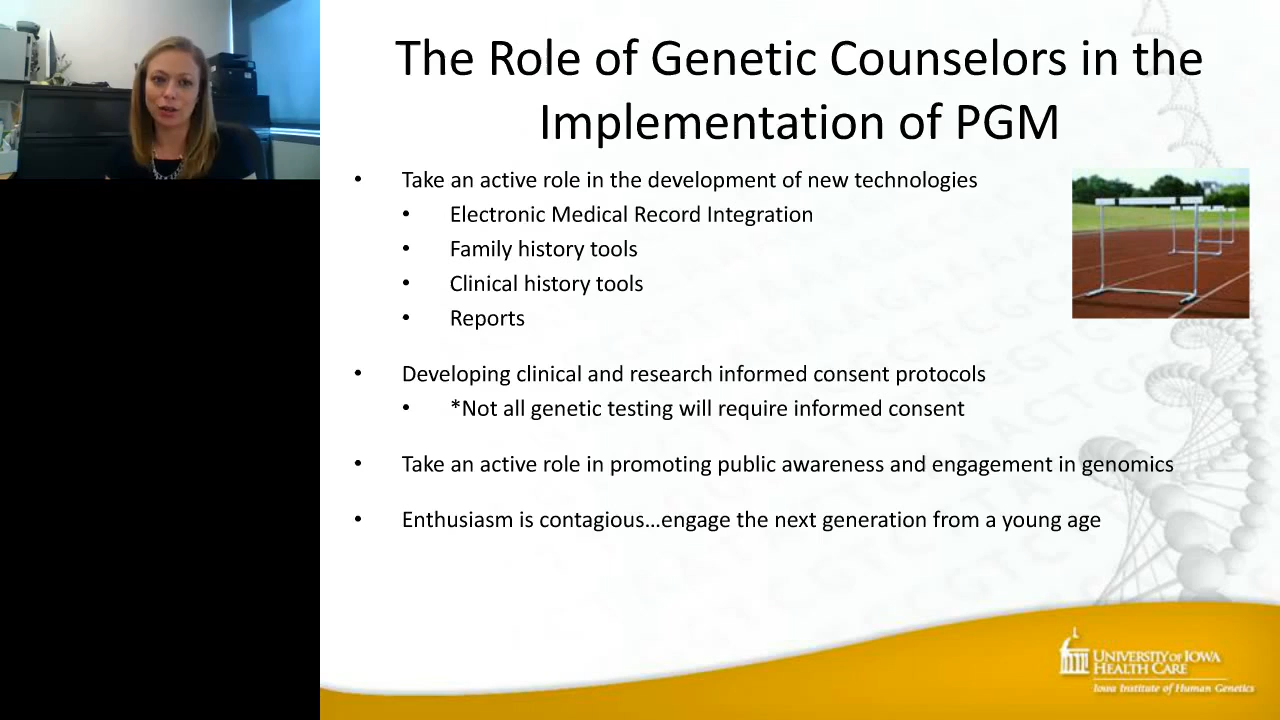 The Role of Genetic Counselors in the
Implementation of PGM
• Take an active role in the development of new technologies
• Electronic Medical Record Integration
• Family history tools
• Clinical history tools
• Reports
• Developing clinical and research informed consent protocols
• *Not all genetic testing will require informed consent
• Take an active role in promoting public awareness and engagement in genomics
• Enthusiasm is contagious…engage the next generation from a young age
UNIVERSITY OF IOWA
HEALTH CARE
Iowa Institute of Human Genetics